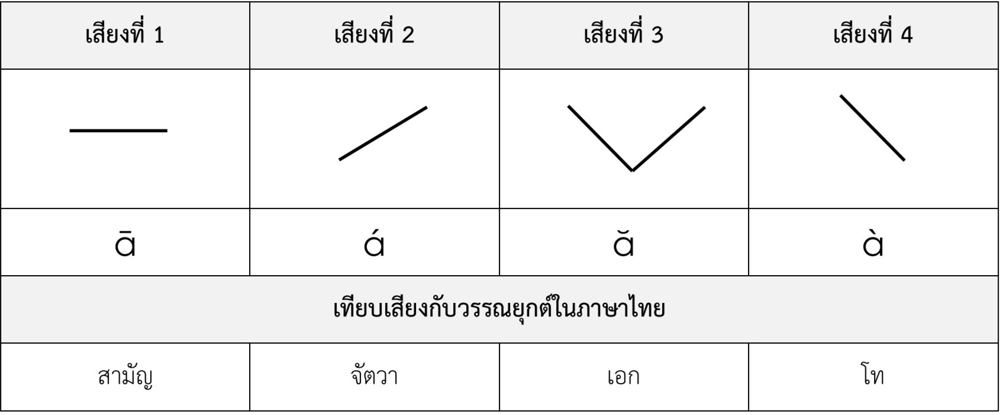 เสียงที่ 1 เสียงที่ 2 เสียงที่ 3 เสียงที่ 4
ā á ă à
เทียบเสียงกับวรรณยุกต์ในภาษาไทย
สามัญ จัตวา เอก โท